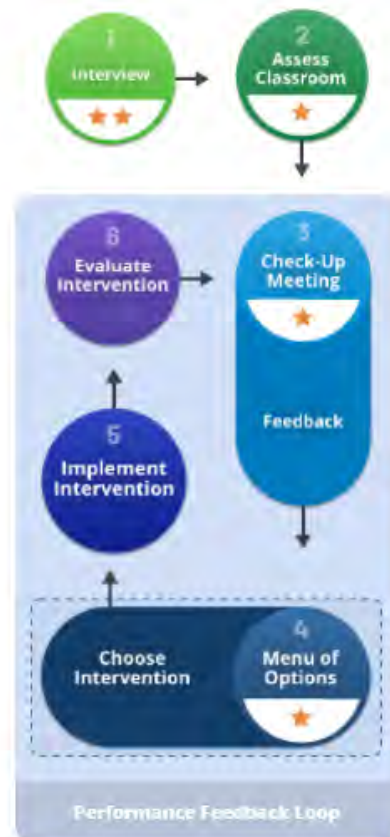 1
Interview
2
Assess
Classroom
3
Check-Up
Meeting
Feedback
4
Menu of
Options
Choose
Intervention
5
Implement
Intervention
6
Evaluate
Intervention
Performance Feedback Loop